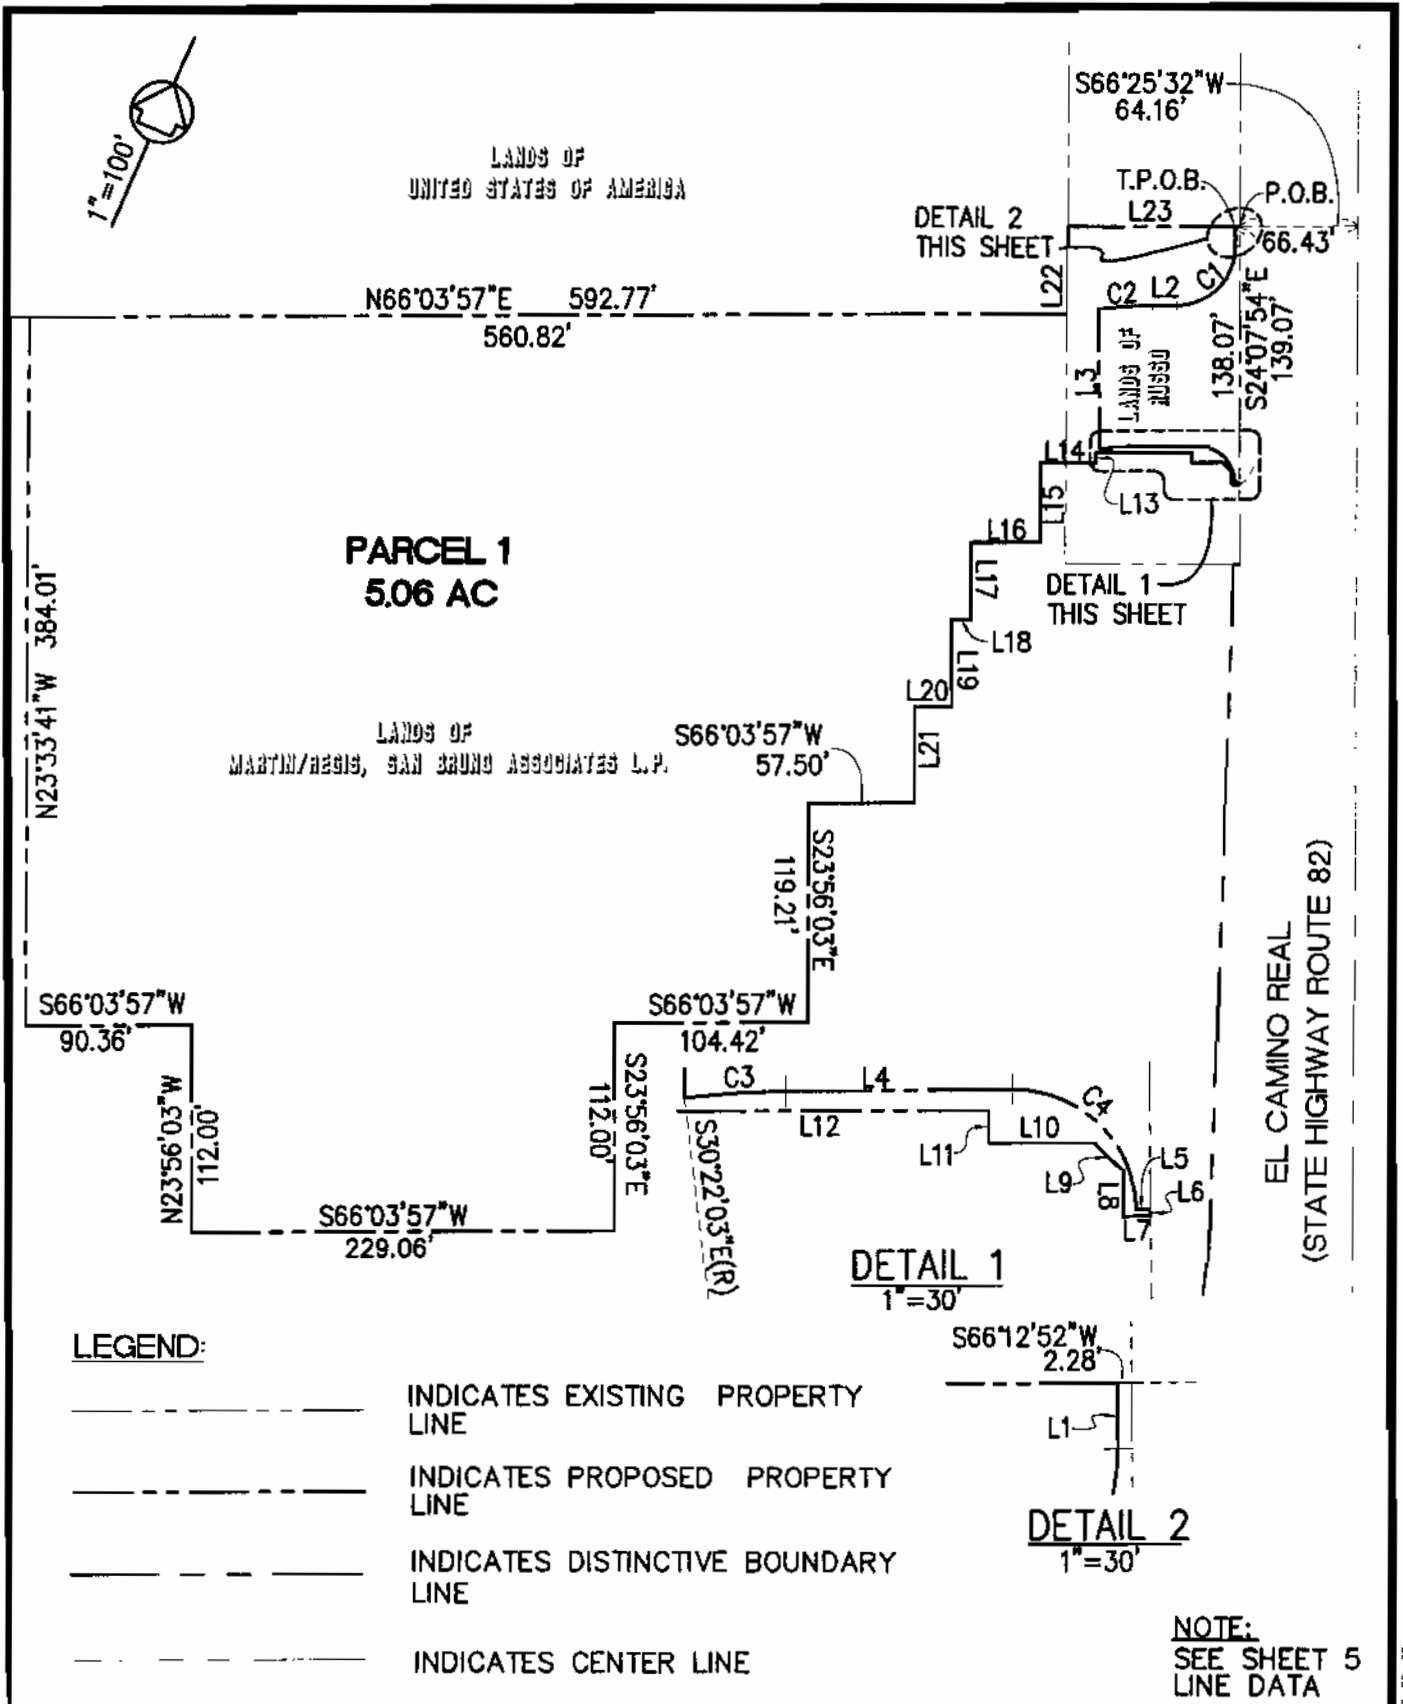 1"=100'
LANDS OF
UNITED STATES OF AMERICA
S66°25'32"W
64.16'
T.P.O.B.
P.O.B.
L23
DETAIL 2
THIS SHEET
66.43'
L22
C2
L2
C1
N66°03'57"E 592.77'
560.82'
S24°07'54"E
139.07'
138.07'
LANDS OF
RUSSO
L3
L14
L13
L15
L16
L17
PARCEL 1
5.06 AC
DETAIL 1
THIS SHEET
L18
L19
L20
L21
N23°33'41"W 384.01'
LANDS OF
MARTIN/REGIS, SAN BRUNO ASSOCIATES L.P.
S66°03'57"W
57.50'
S23°56'03"E
119.21'
EL CAMINO REAL
(STATE HIGHWAY ROUTE 82)
S66°03'57"W
90.36'
S66°03'57"W
104.42'
N23°56'03"W
112.00'
S23°56'03"E
112.00'
C3
L4
C4
L12
L11
L10
L9
L5
L8
L6
L7
S30°22'03"E(R)
S66°03'57"W
229.06'
DETAIL 1
1"=30'
LEGEND:
INDICATES EXISTING PROPERTY
LINE
INDICATES PROPOSED PROPERTY
LINE
INDICATES DISTINCTIVE BOUNDARY
LINE
INDICATES CENTER LINE
S66°12'52"W
2.28'
L1
DETAIL 2
1"=30'
NOTE:
SEE SHEET 5
LINE DATA